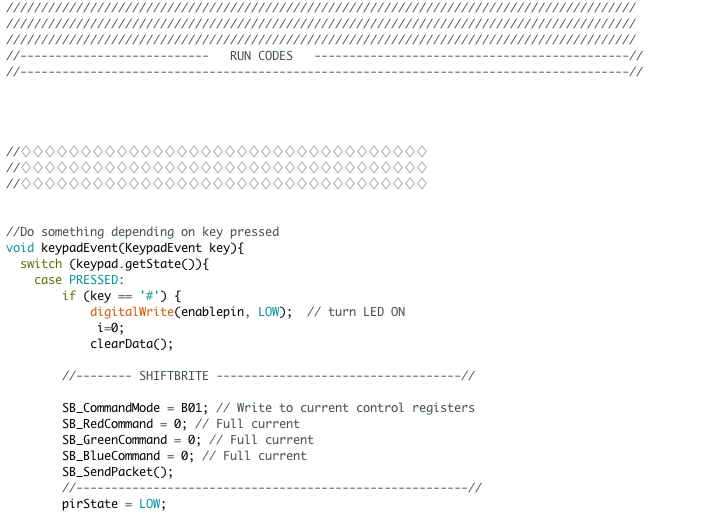 //////////////////////////////////////////////////////////////////////////////////////////
//////////////////////////////////////////////////////////////////////////////////////////
//////////////////////////////////////////////////////////////////////////////////////////
//---------------------------   RUN CODES   ---------------------------------------------//
//---------------------------------------------------------------------------------------//
//♢♢♢♢♢♢♢♢♢♢♢♢♢♢♢♢♢♢♢♢♢♢♢♢♢♢♢♢♢♢♢♢♢♢
//♢♢♢♢♢♢♢♢♢♢♢♢♢♢♢♢♢♢♢♢♢♢♢♢♢♢♢♢♢♢♢♢♢♢
//♢♢♢♢♢♢♢♢♢♢♢♢♢♢♢♢♢♢♢♢♢♢♢♢♢♢♢♢♢♢♢♢♢♢
//Do something depending on key pressed
void keypadEvent(KeypadEvent key){
  switch (keypad.getState()){
    case PRESSED:
        if (key == '#') {
            digitalWrite(enablepin, LOW);  // turn LED ON
             i=0;
            clearData();
        //-------- SHIFTBRITE -----------------------------------//
        SB_CommandMode = B01; // Write to current control registers
        SB_RedCommand = 0; // Full current
        SB_GreenCommand = 0; // Full current
        SB_BlueCommand = 0; // Full current
        SB_SendPacket();
        //--------------------------------------------------------//
        pirState = LOW;